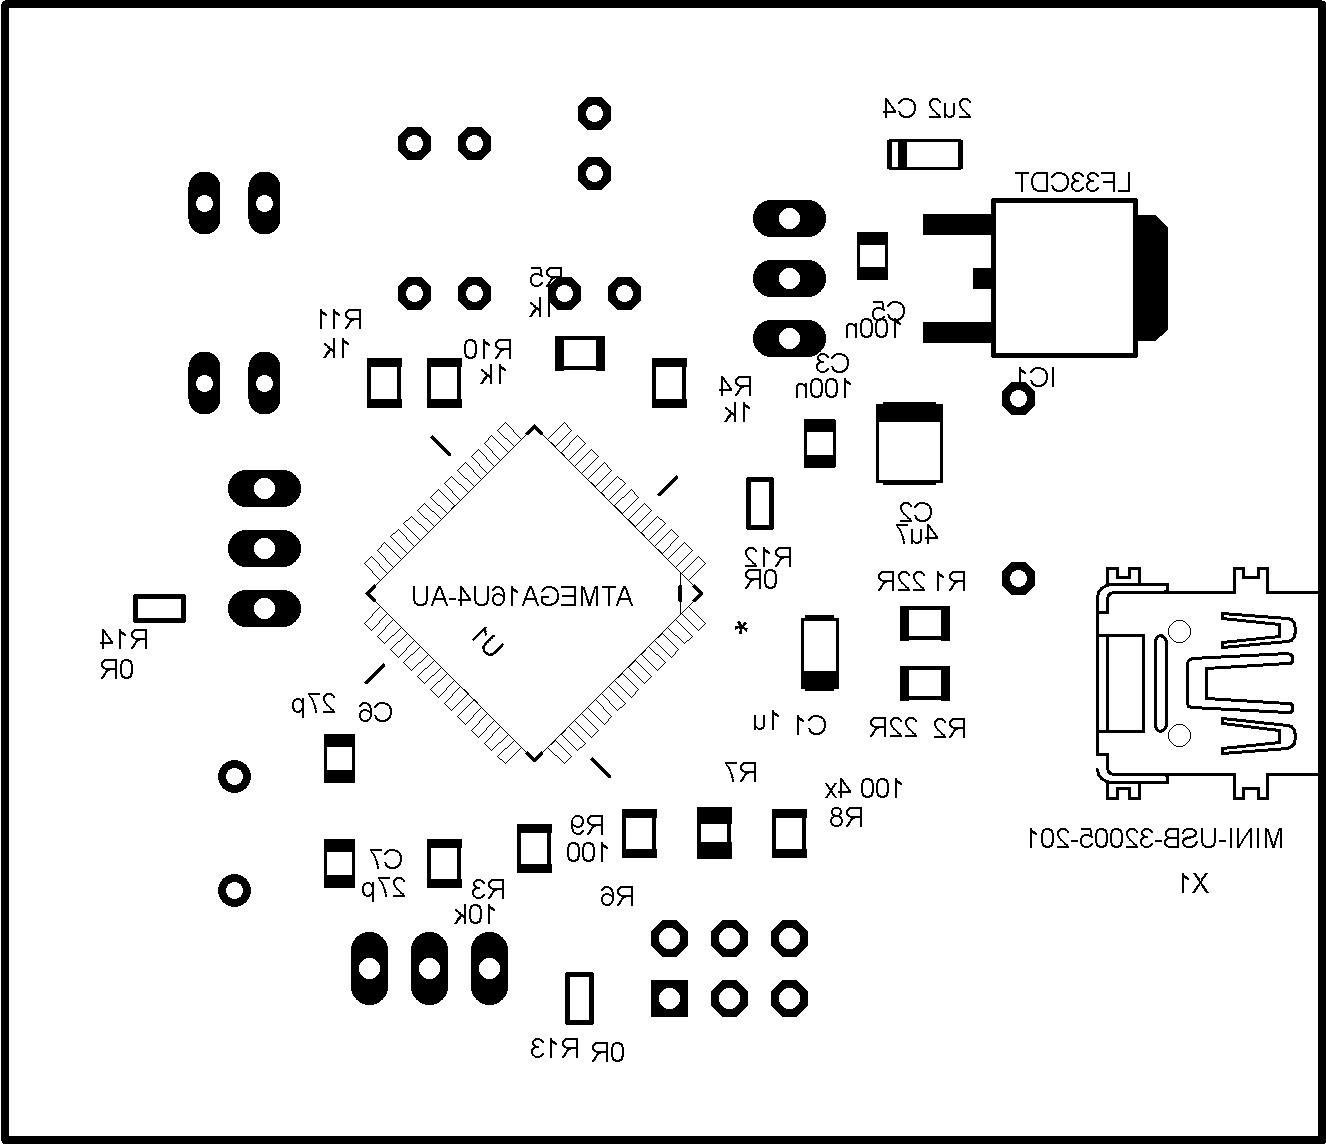 2u2 C4
LF33CDT
R5
1k
C5
100n
R11
1k
R10
1k
C3
100n
IC1
R4
1k
C2
4u7
R12
0R
ATMEGA16U4-AU
U1
*
R1 22R
R14
0R
27p
C6
C1 1u
R2 22R
R7
100 4x
R8
R9
100
MINI-USB-32005-201
X1
C7
27p
R3
10k
R6
0R R13